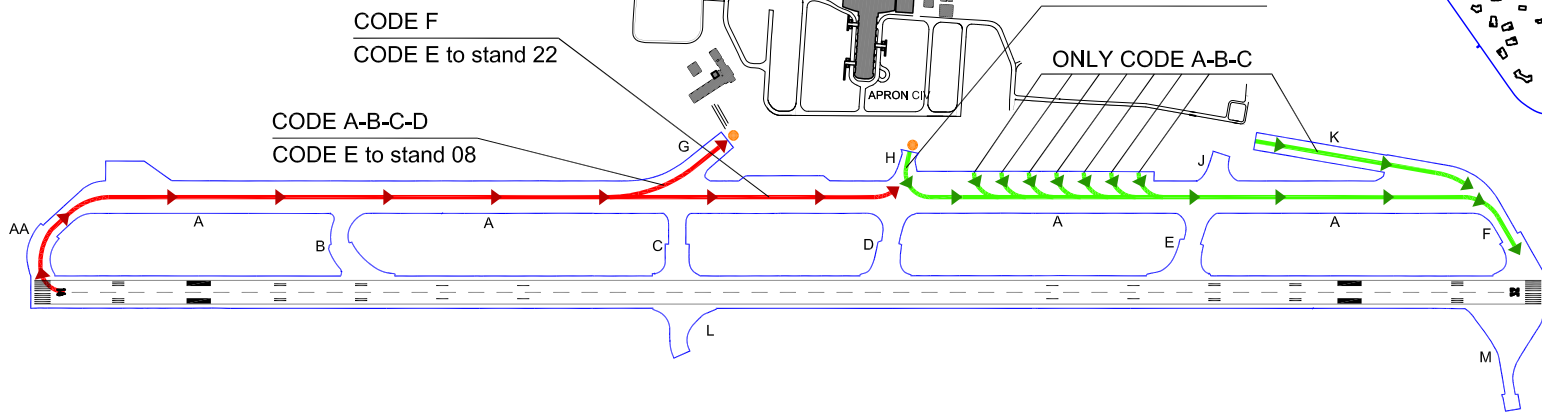 CODE F
CODE E to stand 22
ONLY CODE A-B-C
APRON CIV
CODE A-B-C-D
CODE E to stand 08
G
H
J
K
AA
A
A
A
A
B
C
D
E
F
L
M